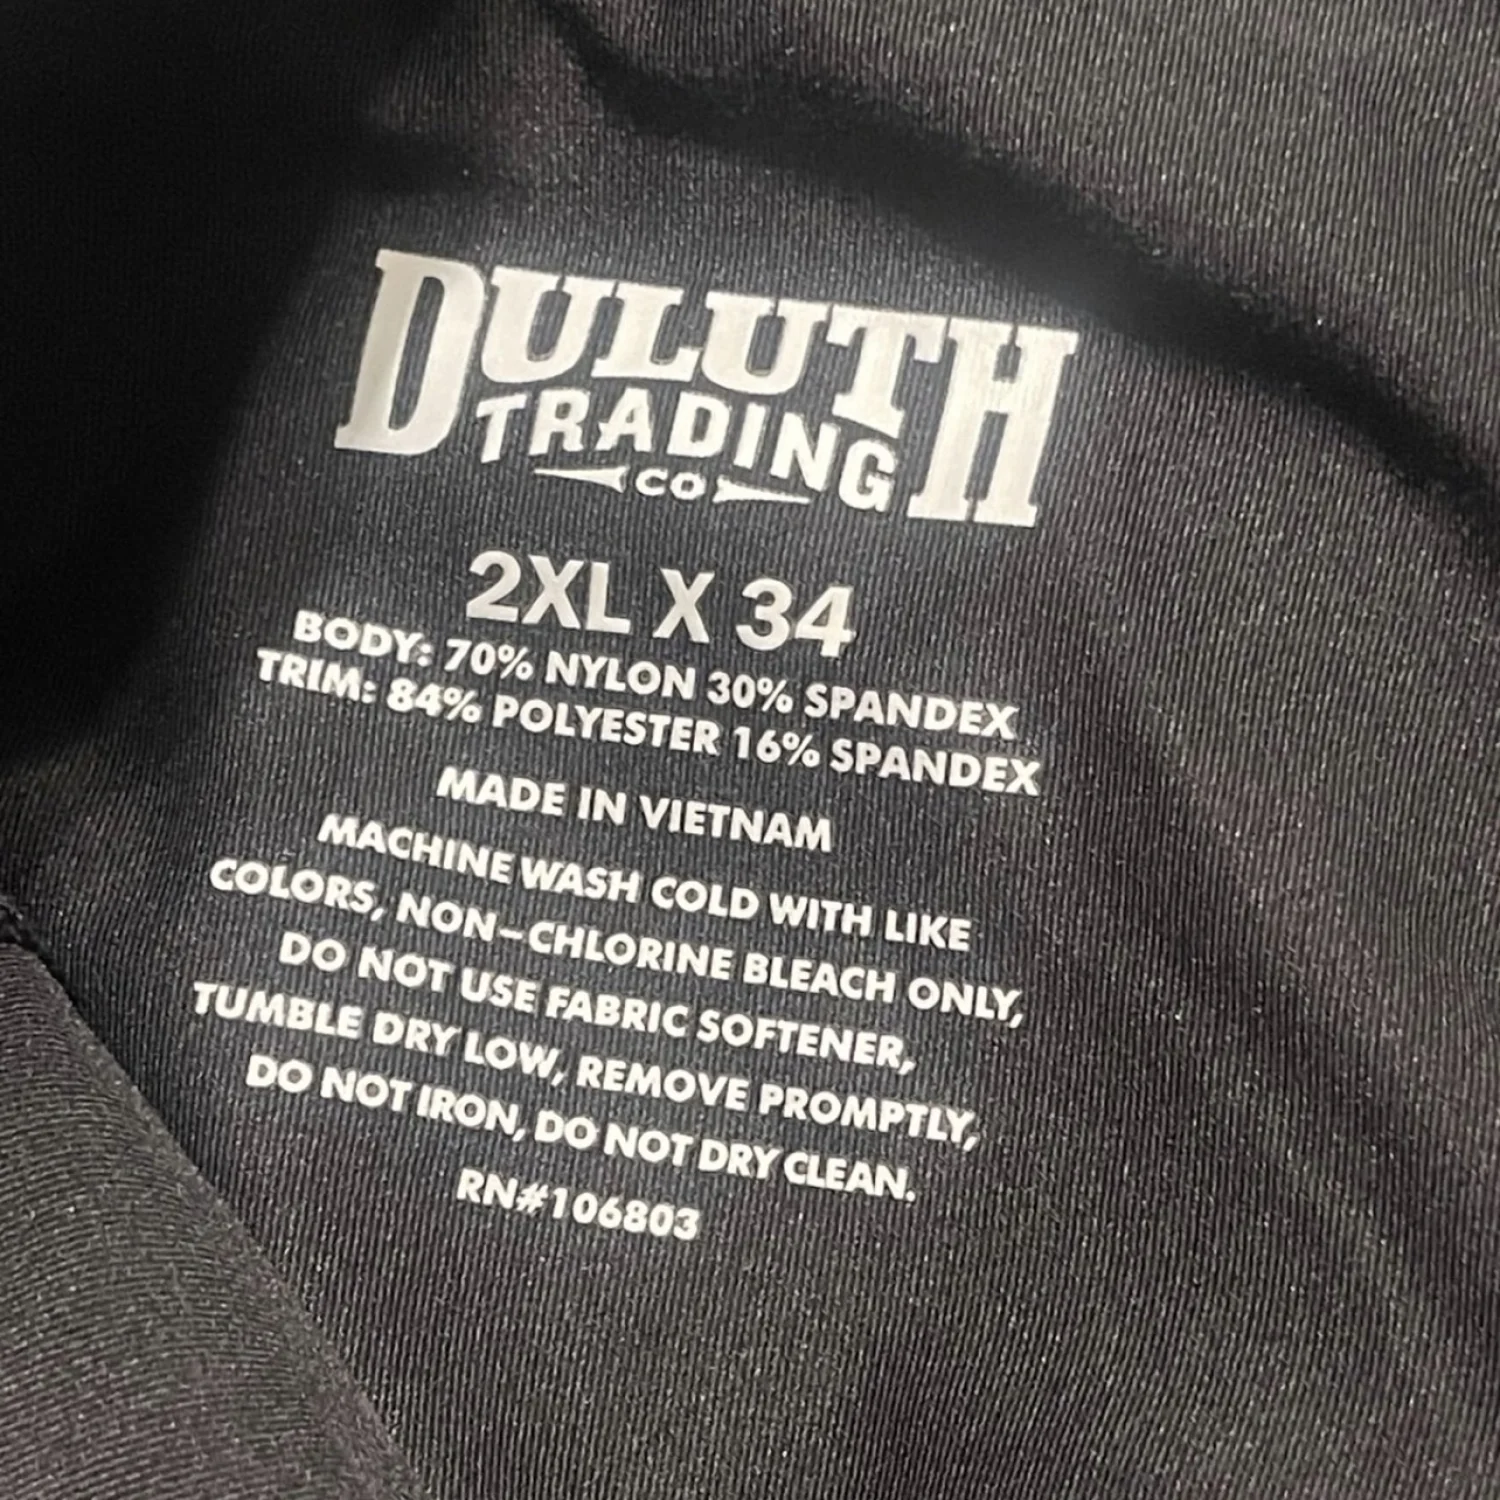 DULUTH
TRADING
CO
2XL X 34
BODY: 70% NYLON 30% SPANDEX
TRIM: 84% POLYESTER 16% SPANDEX
MADE IN VIETNAM
MACHINE WASH COLD WITH LIKE
COLORS, NON-CHLORINE BLEACH ONLY,
DO NOT USE FABRIC SOFTENER,
TUMBLE DRY LOW, REMOVE PROMPTLY,
DO NOT IRON, DO NOT DRY CLEAN.
RN#106803